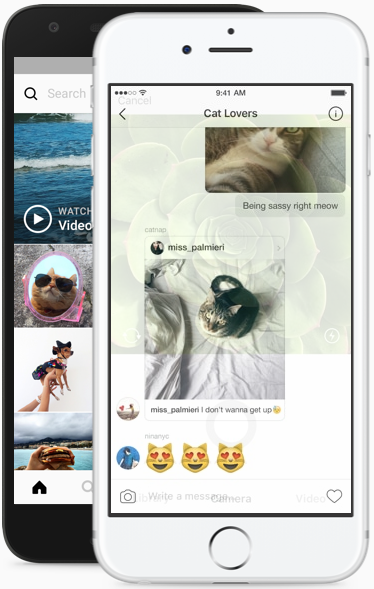 Search
WATCH
Video
9:41 AM
Cancel
Cat Lovers
Being sassy right meow
catnap
miss_palmieri
miss_palmieri I don't wanna get up
ninanyc
Write a message...
Library
Camera
Video